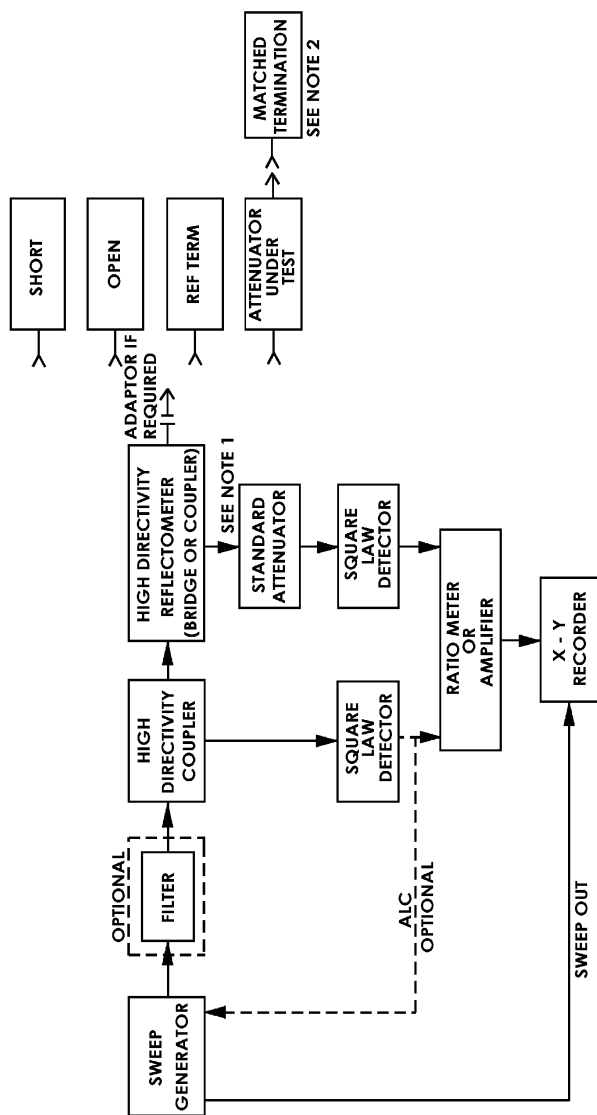 SHORT
OPEN
REF TERM
ATTENUATOR
UNDER
TEST
MATCHED
TERMINATION
SEE NOTE 2
ADAPTOR IF
REQUIRED
OPTIONAL
SWEEP
GENERATOR
FILTER
HIGH
DIRECTIVITY
COUPLER
HIGH DIRECTIVITY
REFLECTOMETER
(BRIDGE OR COUPLER)
SEE NOTE 1
STANDARD
ATTENUATOR
SQUARE
LAW
DETECTOR
SQUARE
LAW
DETECTOR
ALC
OPTIONAL
RATIO METER
OR
AMPLIFIER
SWEEP OUT
X - Y
RECORDER